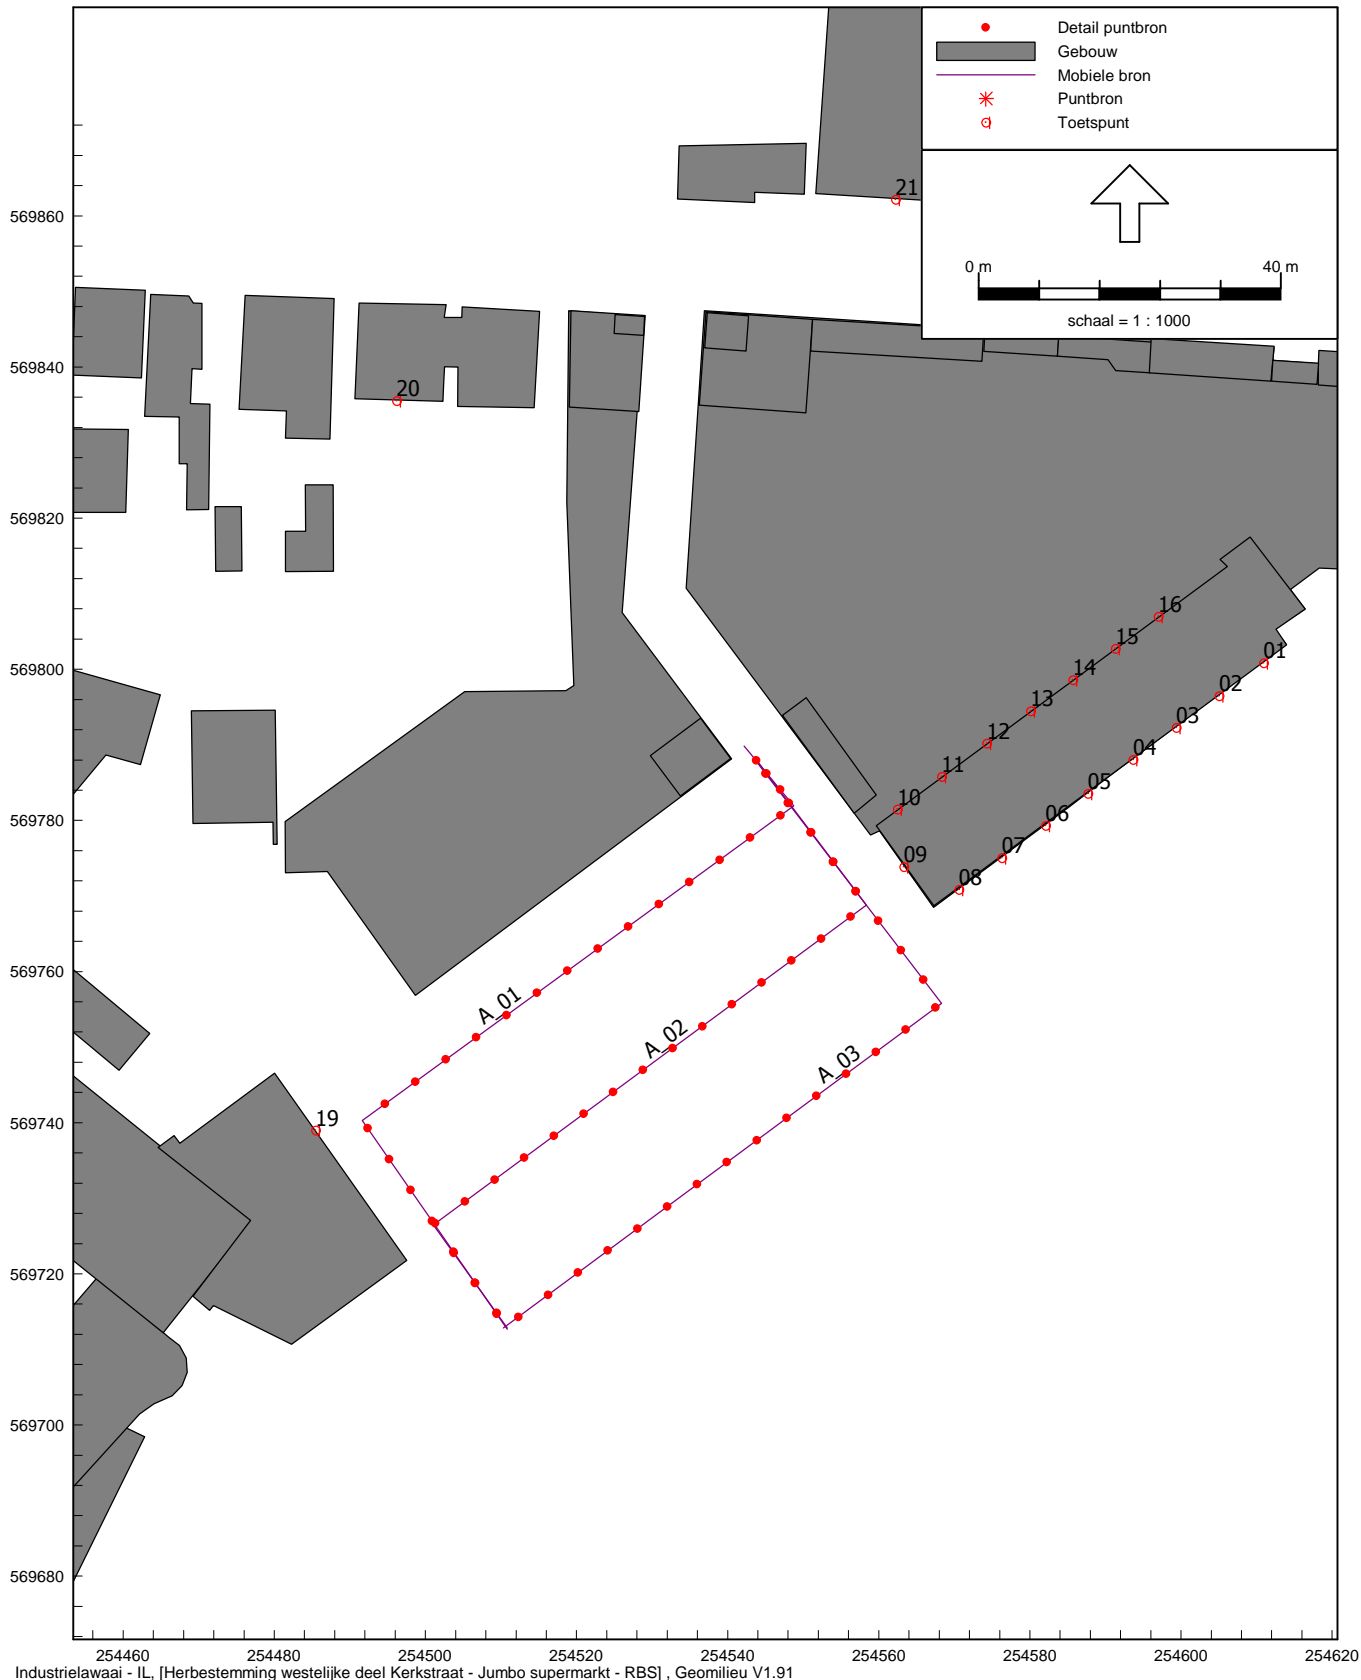 Detail puntbron
Gebouw
Mobiele bron
Puntbron
Toetspunt
0 m 40 m
schaal = 1 : 1000
21
569860
20
569840
569820
16
15
01
14
02
569800
13
03
12
04
11
05
10
06
569780
09
07
08
569760
A_01
A_02
A_03
19
569740
569720
569700
569680
254460 254480 254500 254520 254540 254560 254580 254600 254620
Industrielawaai - IL, [Herbestemming westelijke deel Kerkstraat - Jumbo supermarkt - RBS] , Geomilieu V1.91